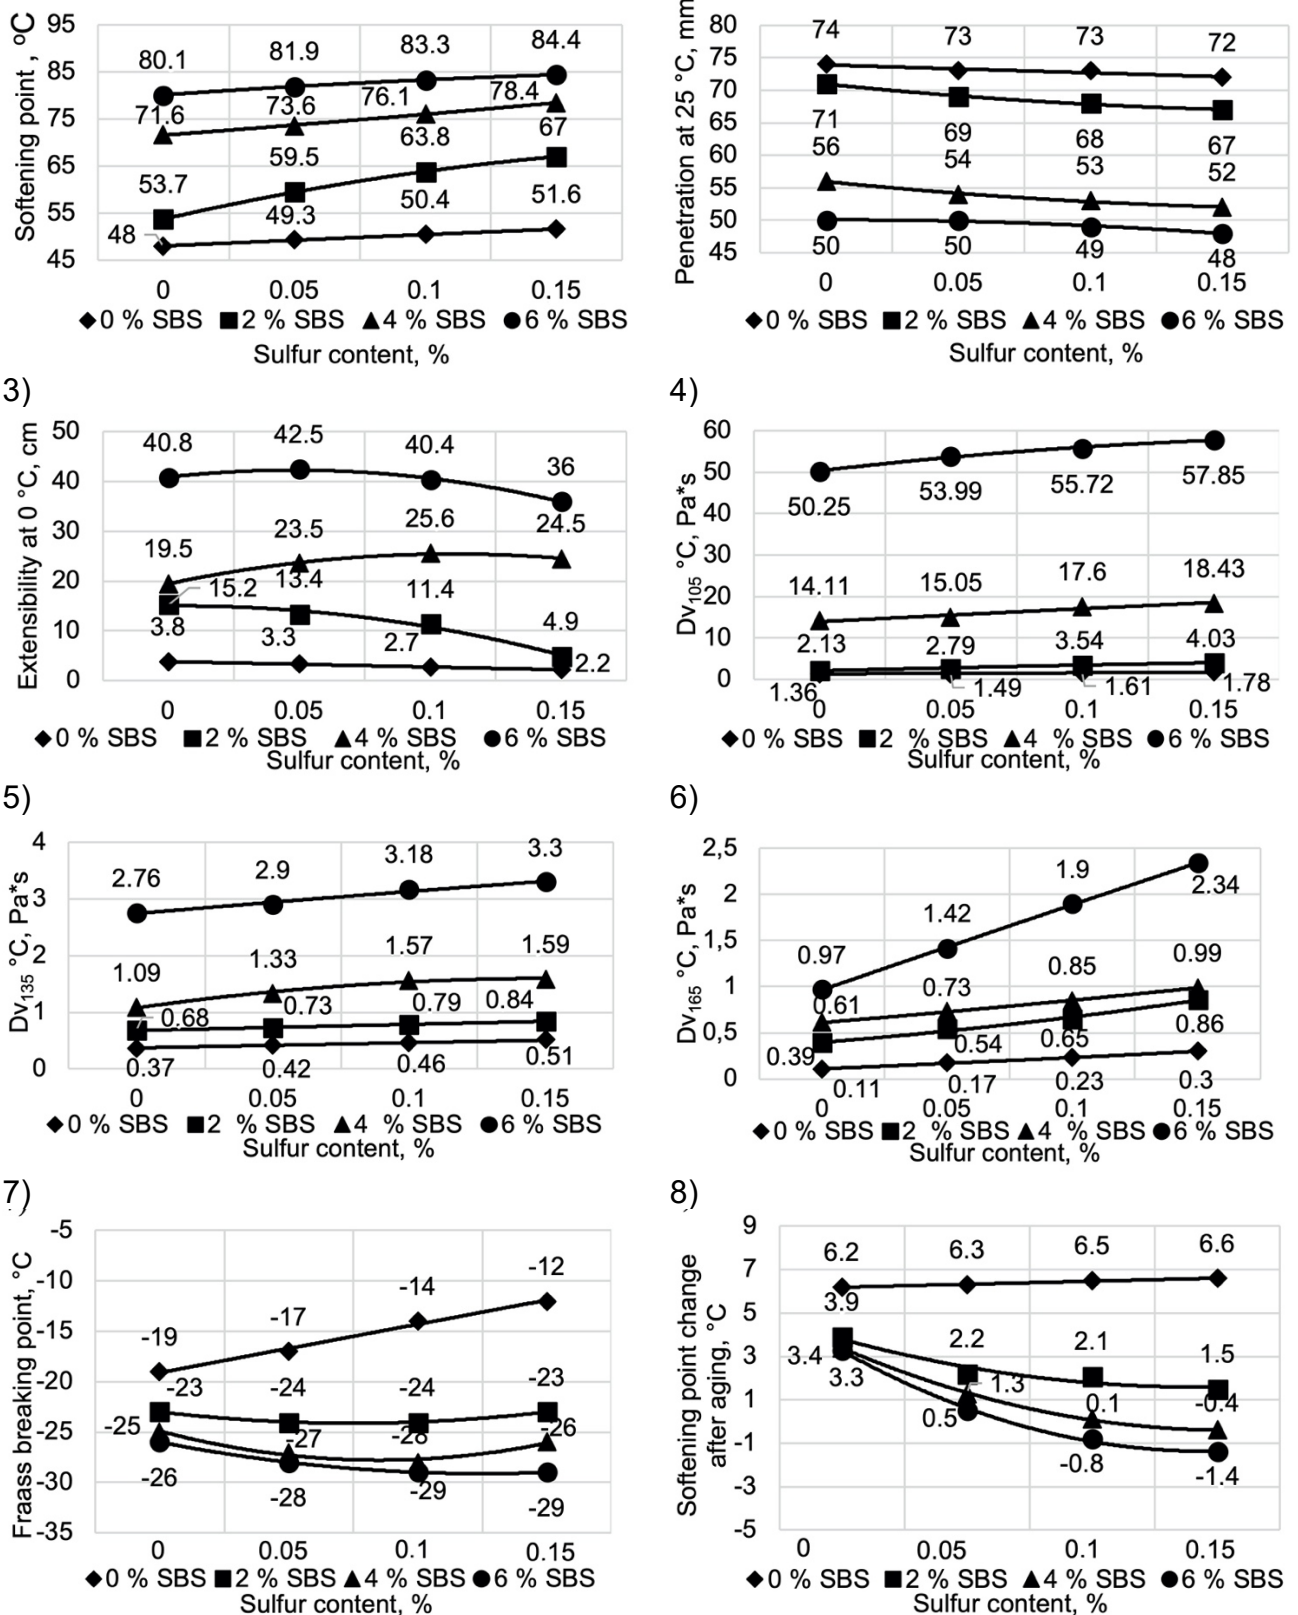 Softening point , ºC
95
85
75
65
55
45
80.1 81.9 83.3 84.4
71.6 73.6 76.1 78.4
53.7 59.5 63.8 67
48 49.3 50.4 51.6
0 0.05 0.1 0.15
0 % SBS 2 % SBS 4 % SBS 6 % SBS
Sulfur content, %
Penetration at 25 °C, mm
80
75
70
65
60
55
50
45
74 73 73 72
71 69 68 67
56 54 53 52
50 50 49 48
0 0.05 0.1 0.15
0 % SBS 2 % SBS 4 % SBS 6 % SBS
Sulfur content, %
3)
Extensibility at 0 °C, cm
50
40
30
20
10
0
40.8 42.5 40.4 36
19.5 23.5 25.6 24.5
15.2 13.4 11.4 4.9
3.8 3.3 2.7 2.2
0 0.05 0.1 0.15
0 % SBS 2 % SBS 4 % SBS 6 % SBS
Sulfur content, %
4)
Dv105 °C, Pa*s
60
50
40
30
20
10
0
50.25 53.99 55.72 57.85
14.11 15.05 17.6 18.43
2.13 2.79 3.54 4.03
1.36 1.49 1.61 1.78
0 0.05 0.1 0.15
0 % SBS 2 % SBS 4 % SBS 6 % SBS
Sulfur content, %
5)
Dv135 °C, Pa*s
4
3
2
1
0
2.76 2.9 3.18 3.3
1.09 1.33 1.57 1.59
0.68 0.73 0.79 0.84
0.37 0.42 0.46 0.51
0 0.05 0.1 0.15
0 % SBS 2 % SBS 4 % SBS 6 % SBS
Sulfur content, %
6)
Dv165 °C, Pa*s
2,5
2
1,5
1
0,5
0
0.97 1.42 1.9 2.34
0.61 0.73 0.85 0.99
0.39 0.54 0.65 0.86
0.11 0.17 0.23 0.3
0 0.05 0.1 0.15
0 % SBS 2 % SBS 4 % SBS 6 % SBS
Sulfur content, %
7)
Fraass breaking point, °C
-5
-10
-15
-20
-25
-30
-35
-19 -17 -14 -12
-23 -24 -24 -23
-25 -27 -28 -26
-26 -28 -29 -29
0 0.05 0.1 0.15
0 % SBS 2 % SBS 4 % SBS 6 % SBS
Sulfur content, %
8)
Softening point change
after aging, °C
9
7
5
3
1
-1
-3
-5
6.2 6.3 6.5 6.6
3.9 2.2 2.1 1.5
3.4 1.3 0.1 -0.4
3.3 0.5 -0.8 -1.4
0 0.05 0.1 0.15
0 % SBS 2 % SBS 4 % SBS 6 % SBS
Sulfur content, %